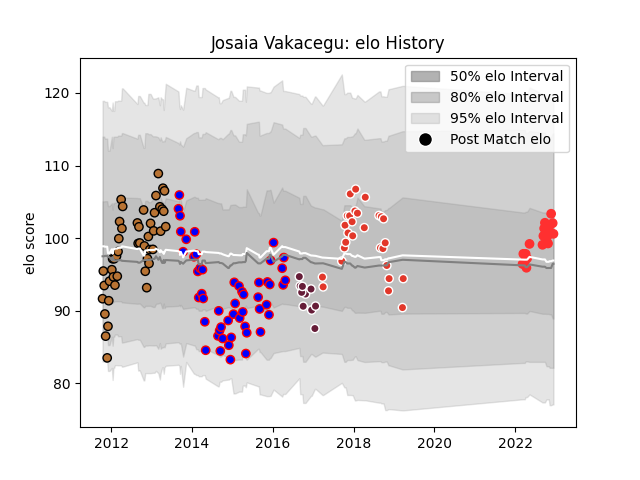 Josaia Vakacegu: elo History
50% elo Interval
80% elo Interval
95% elo Interval
Post Match elo
elo score
120
110
100
90
80
2012
2014
2016
2018
2020
2022